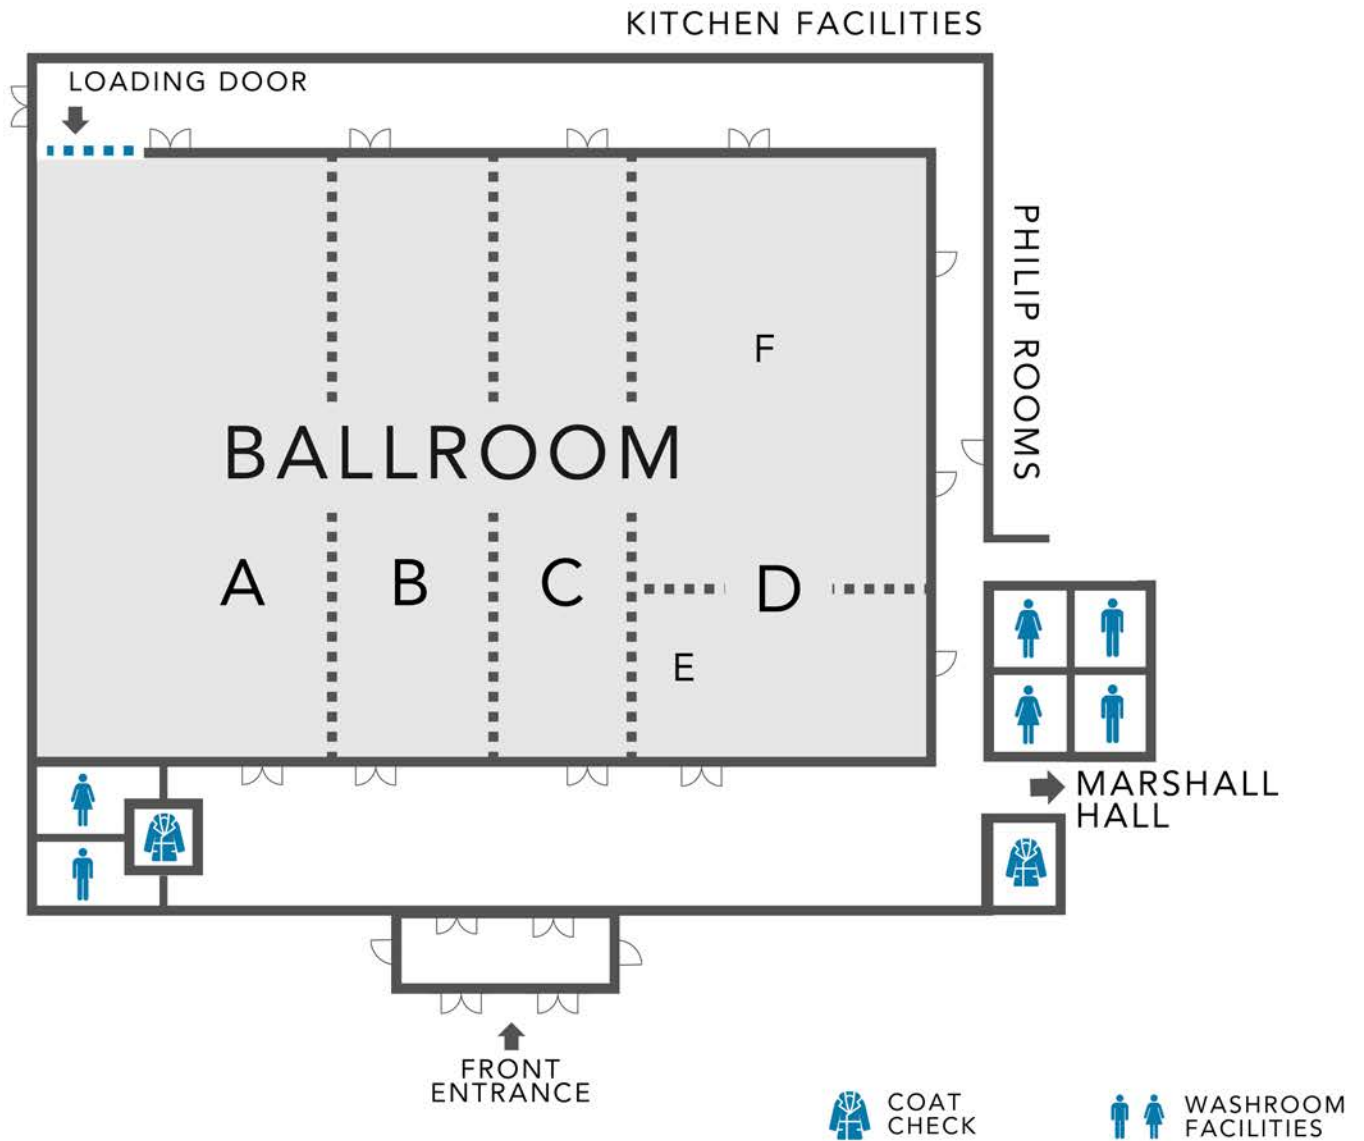 KITCHEN FACILITIES
LOADING DOOR
PHILIP ROOMS
F
BALLROOM
A
B
C
D
E
MARSHALL
HALL
FRONT
ENTRANCE
COAT
CHECK
WASHROOM
FACILITIES